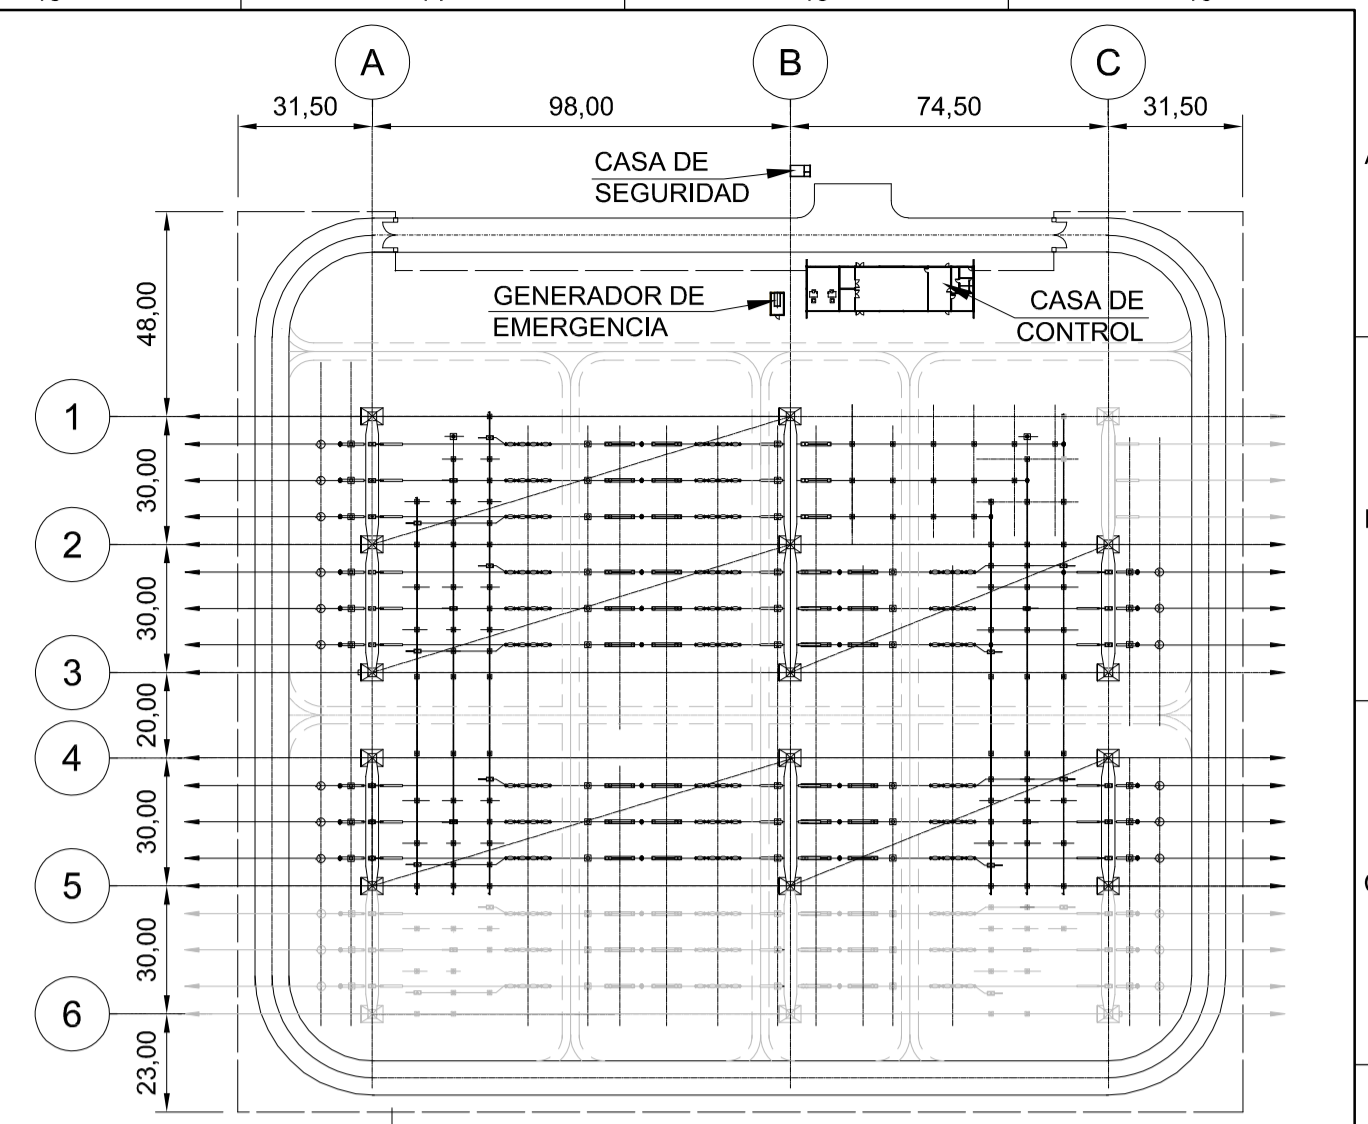 A
B
C
31,50
98,00
74,50
31,50
CASA DE
SEGURIDAD
GENERADOR DE
EMERGENCIA
CASA DE
CONTROL
48,00
1
30,00
2
30,00
3
20,00
4
30,00
5
30,00
6
23,00